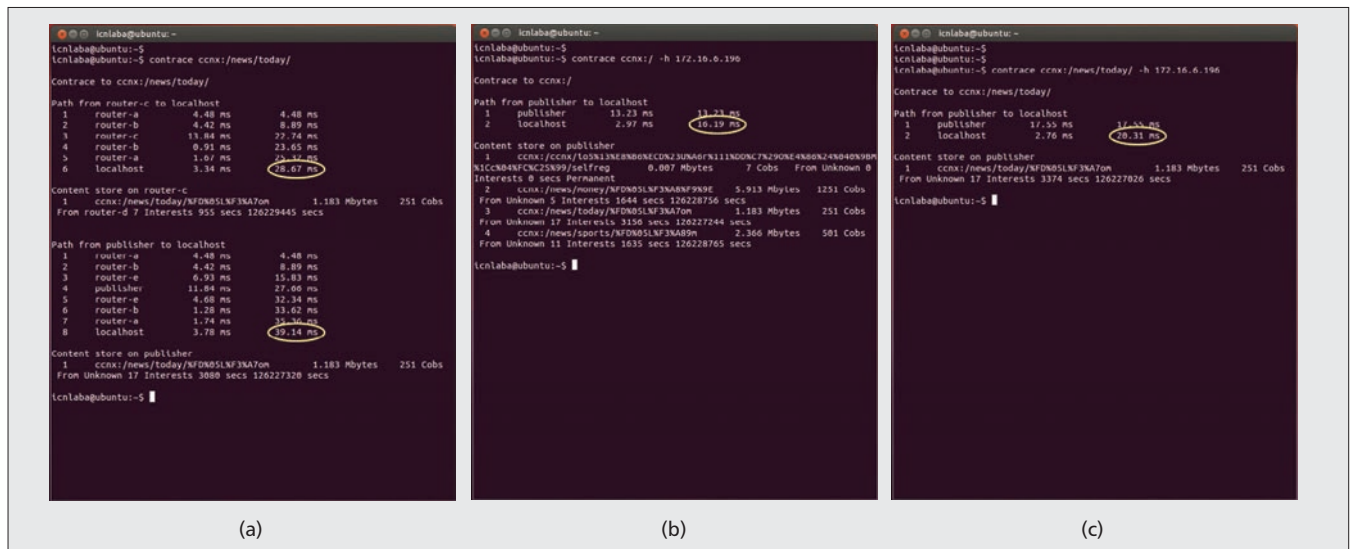 icnlaba@ubuntu: ~
icnlaba@ubuntu:~$
icnlaba@ubuntu:~$ contrace ccnx:/news/today/
Contrace to ccnx:/news/today/
Path from router-c to localhost
1 router-a 4.48 ms 4.48 ms
2 router-b 4.42 ms 8.89 ms
3 router-c 13.84 ms 22.74 ms
4 router-b 0.91 ms 23.65 ms
5 router-a 1.67 ms 25.32 ms
6 localhost 3.34 ms 28.67 ms
Content store on router-c
1 ccnx:/news/today/%FD%05L%F3%A7om 1.183 Mbytes 251 Cobs
From router-d 7 Interests 955 secs 126229445 secs
Path from publisher to localhost
1 router-a 4.48 ms 4.48 ms
2 router-b 4.42 ms 8.89 ms
3 router-e 6.93 ms 15.83 ms
4 publisher 11.84 ms 27.66 ms
5 router-e 4.68 ms 32.34 ms
6 router-b 1.28 ms 33.62 ms
7 router-a 1.74 ms 35.36 ms
8 localhost 3.78 ms 39.14 ms
Content store on publisher
1 ccnx:/news/today/%FD%05L%F3%A7om 1.183 Mbytes 251 Cobs
From Unknown 17 Interests 3080 secs 126227320 secs
icnlaba@ubuntu:~$
(a)
icnlaba@ubuntu: ~
icnlaba@ubuntu:~$
icnlaba@ubuntu:~$ contrace ccnx:/ -h 172.16.6.196
Contrace to ccnx:/
Path from publisher to localhost
1 publisher 13.23 ms 13.23 ms
2 localhost 2.97 ms 16.19 ms
Content store on publisher
1
%1Cc%04%FC%C2S%99/selfreg 0.007 Mbytes 7 Cobs From Unknown 0
Interests 0 secs Permanent
2 ccnx:/news/money/%FD%05L%F3%A8%F9%9E 5.913 Mbytes 1251 Cobs
From Unknown 5 Interests 1644 secs 126228756 secs
3 ccnx:/news/today/%FD%05L%F3%A7om 1.183 Mbytes 251 Cobs
From Unknown 17 Interests 3156 secs 126227244 secs
4 ccnx:/news/sports/%FD%05L%F3%A89m 2.366 Mbytes 501 Cobs
From Unknown 11 Interests 1635 secs 126228765 secs
icnlaba@ubuntu:~$
(b)
icnlaba@ubuntu: ~
icnlaba@ubuntu:~$
icnlaba@ubuntu:~$
icnlaba@ubuntu:~$ contrace ccnx:/news/today/ -h 172.16.6.196
Contrace to ccnx:/news/today/
Path from publisher to localhost
1 publisher 17.55 ms 17.55 ms
2 localhost 2.76 ms 20.31 ms
Content store on publisher
1 ccnx:/news/today/%FD%05L%F3%A7om 1.183 Mbytes 251 Cobs
From Unknown 17 Interests 3374 secs 126227026 secs
icnlaba@ubuntu:~$
(c)